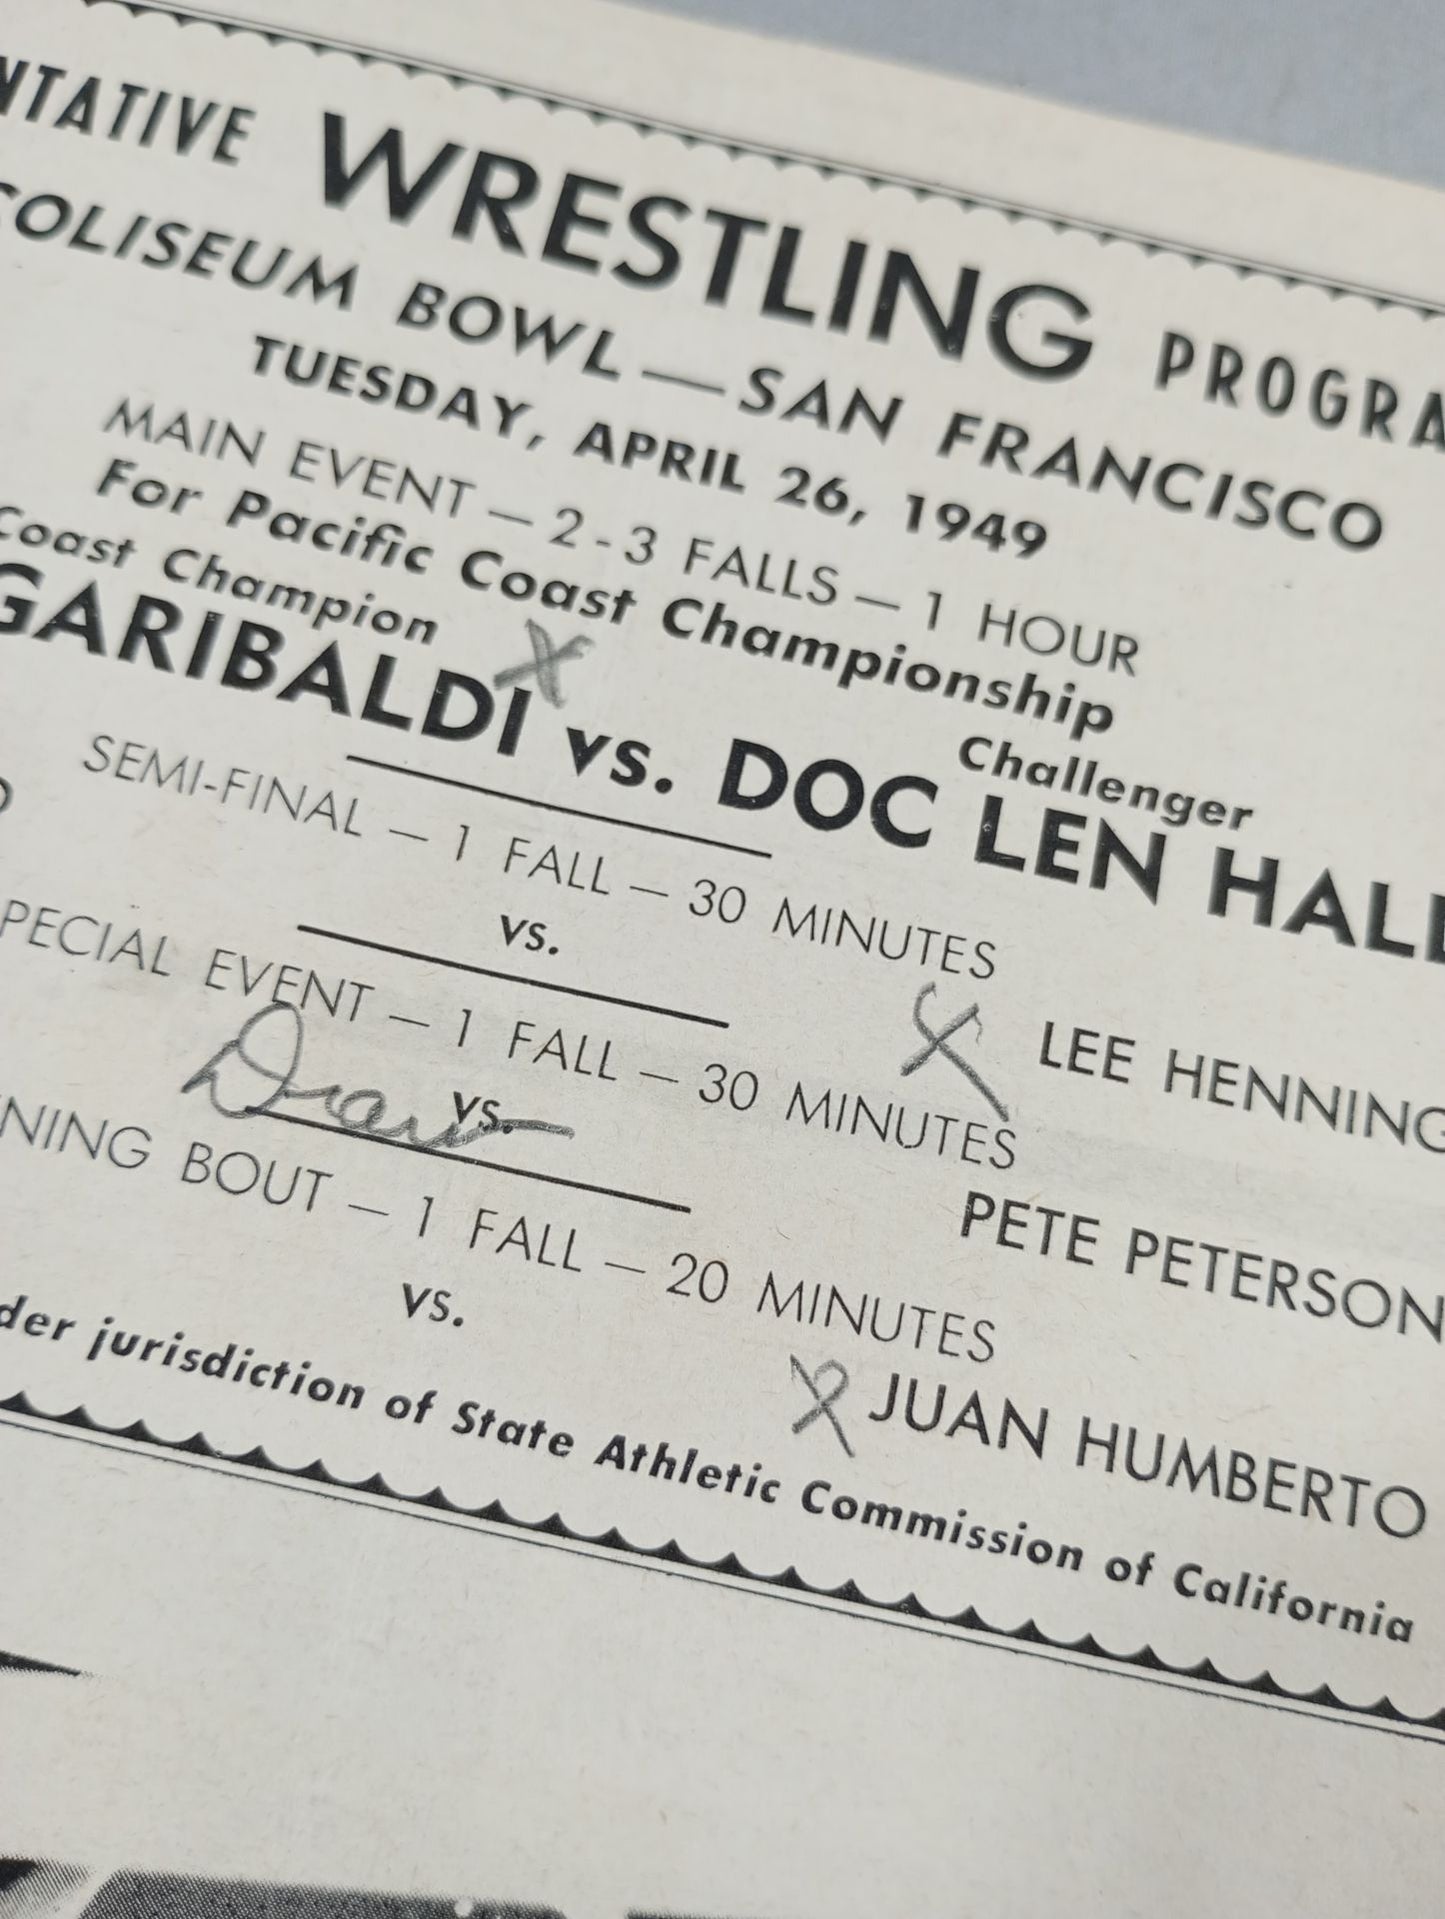 NTATIVE WRESTLING PROGRA
COLISEUM BOWL — SAN FRANCISCO
TUESDAY, APRIL 26, 1949
MAIN EVENT — 2-3 FALLS — 1 HOUR
For Pacific Coast Championship
Coast Champion Challenger
GARIBALDI X vs. DOC LEN HALL
SEMI-FINAL — 1 FALL — 30 MINUTES
vs. X LEE HENNING
PECIAL EVENT — 1 FALL — 30 MINUTES
Draw vs. PETE PETERSON
NING BOUT — 1 FALL — 20 MINUTES
vs. X JUAN HUMBERTO
der jurisdiction of State Athletic Commission of California